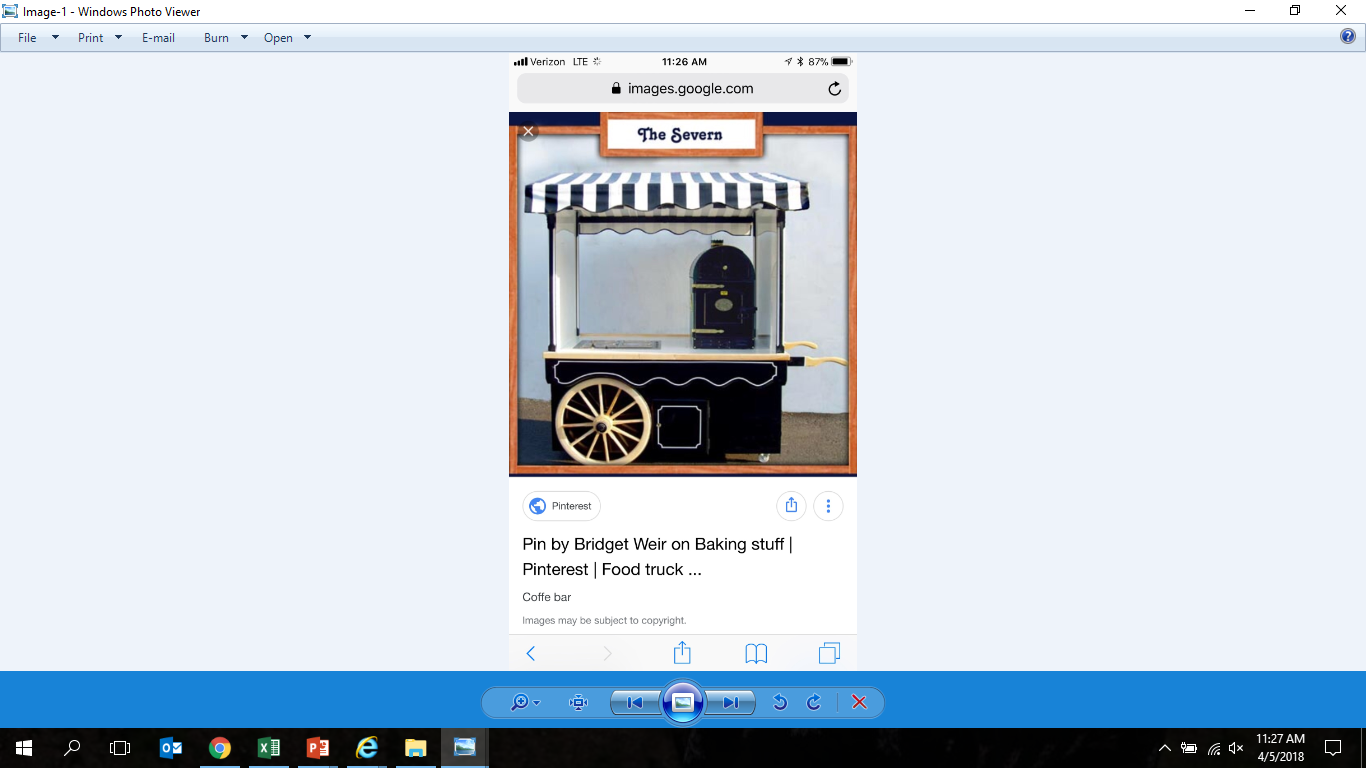 Image-1 - Windows Photo Viewer
File Print E-mail Burn Open
Verizon LTE 11:26 AM 87%
images.google.com
The Severn
Pinterest
Pin by Bridget Weir on Baking stuff |
Pinterest | Food truck ...
Coffe bar
Images may be subject to copyright.
11:27 AM
4/5/2018